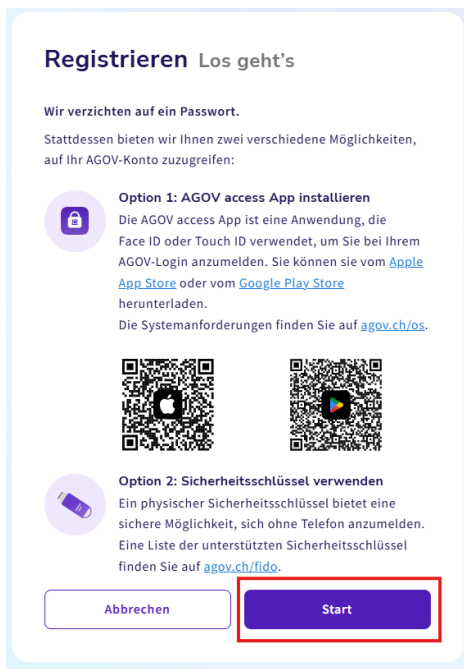 Registrieren Los geht's
Wir verzichten auf ein Passwort.
Stattdessen bieten wir Ihnen zwei verschiedene Möglichkeiten,
auf Ihr AGOV-Konto zuzugreifen:
Option 1: AGOV access App installieren
Die AGOV access App ist eine Anwendung, die
Face ID oder Touch ID verwendet, um Sie bei Ihrem
AGOV-Login anzumelden. Sie können sie vom Apple
App Store oder vom Google Play Store
herunterladen.
Die Systemanforderungen finden Sie auf agov.ch/os.
Option 2: Sicherheitsschlüssel verwenden
Ein physischer Sicherheitsschlüssel bietet eine
sichere Möglichkeit, sich ohne Telefon anzumelden.
Eine Liste der unterstützten Sicherheitsschlüssel
finden Sie auf agov.ch/fido.
Abbrechen Start